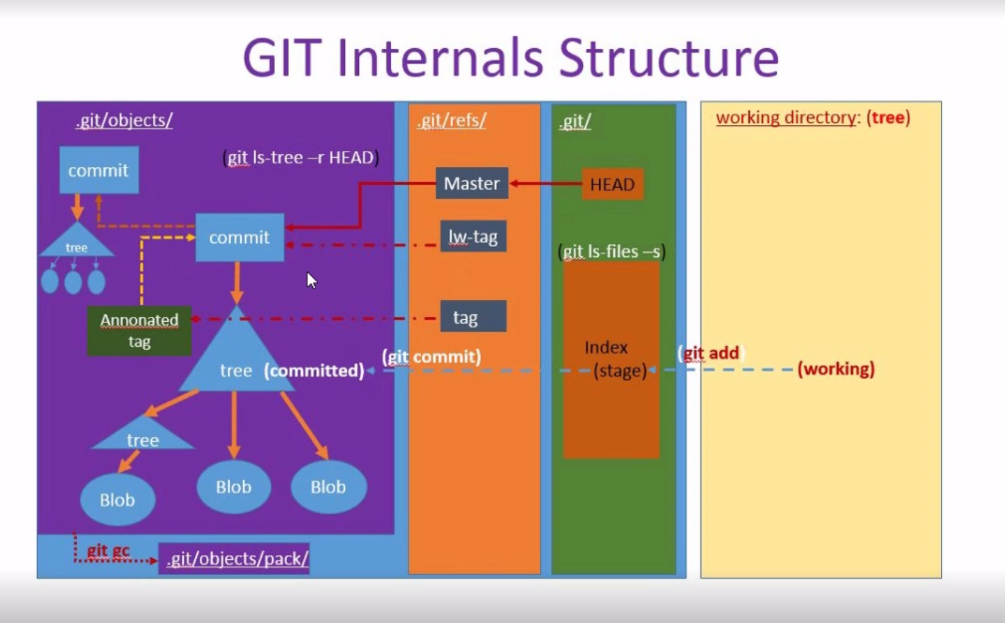 GIT Internals Structure
.git/objects/
commit
(git ls-tree –r HEAD)
commit
tree
Annonated
tag
tree (committed)
tree
Blob
Blob
Blob
git gc
.git/objects/pack/
.git/refs/
Master
lw-tag
tag
(git commit)
.git/
HEAD
(git ls-files –s)
Index
(stage)
(git add)
working directory: (tree)
(working)